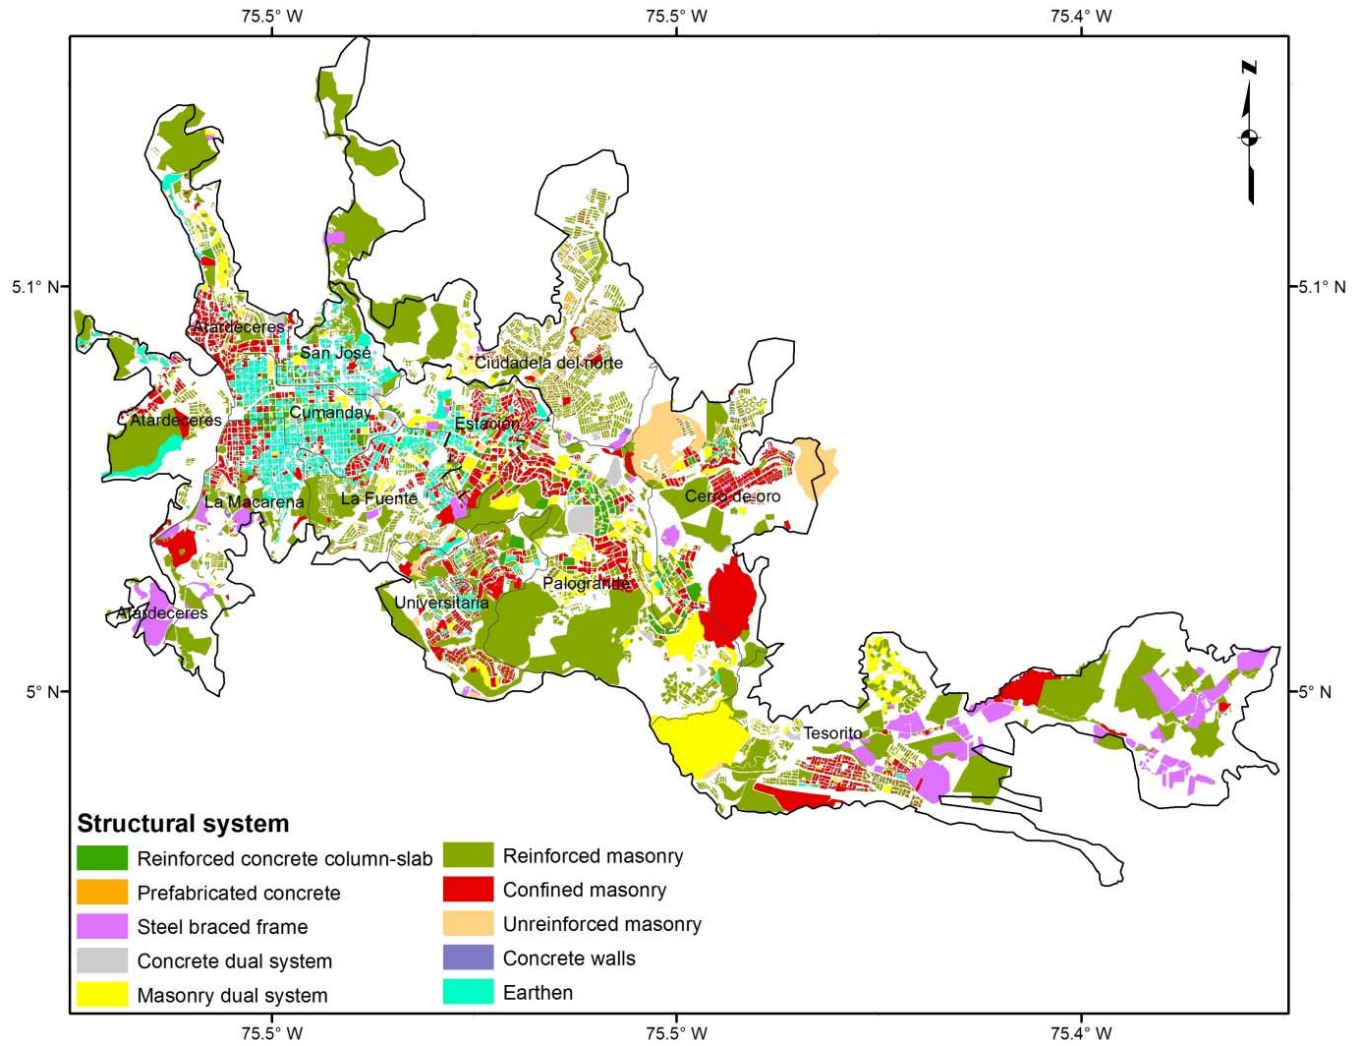 75.5° W
75.5° W
75.4° W
N
5.1° N
5.1° N
Atardeceres
San José
Ciudadela del norte
Cumanday
Atardeceres
Estación
La Macarena
La Fuente
Cerro de oro
Palogrande
Universitaria
Atardeceres
5° N
5° N
Tesorito
Structural system
Reinforced concrete column-slab
Prefabricated concrete
Steel braced frame
Concrete dual system
Masonry dual system
Reinforced masonry
Confined masonry
Unreinforced masonry
Concrete walls
Earthen
75.5° W
75.5° W
75.4° W